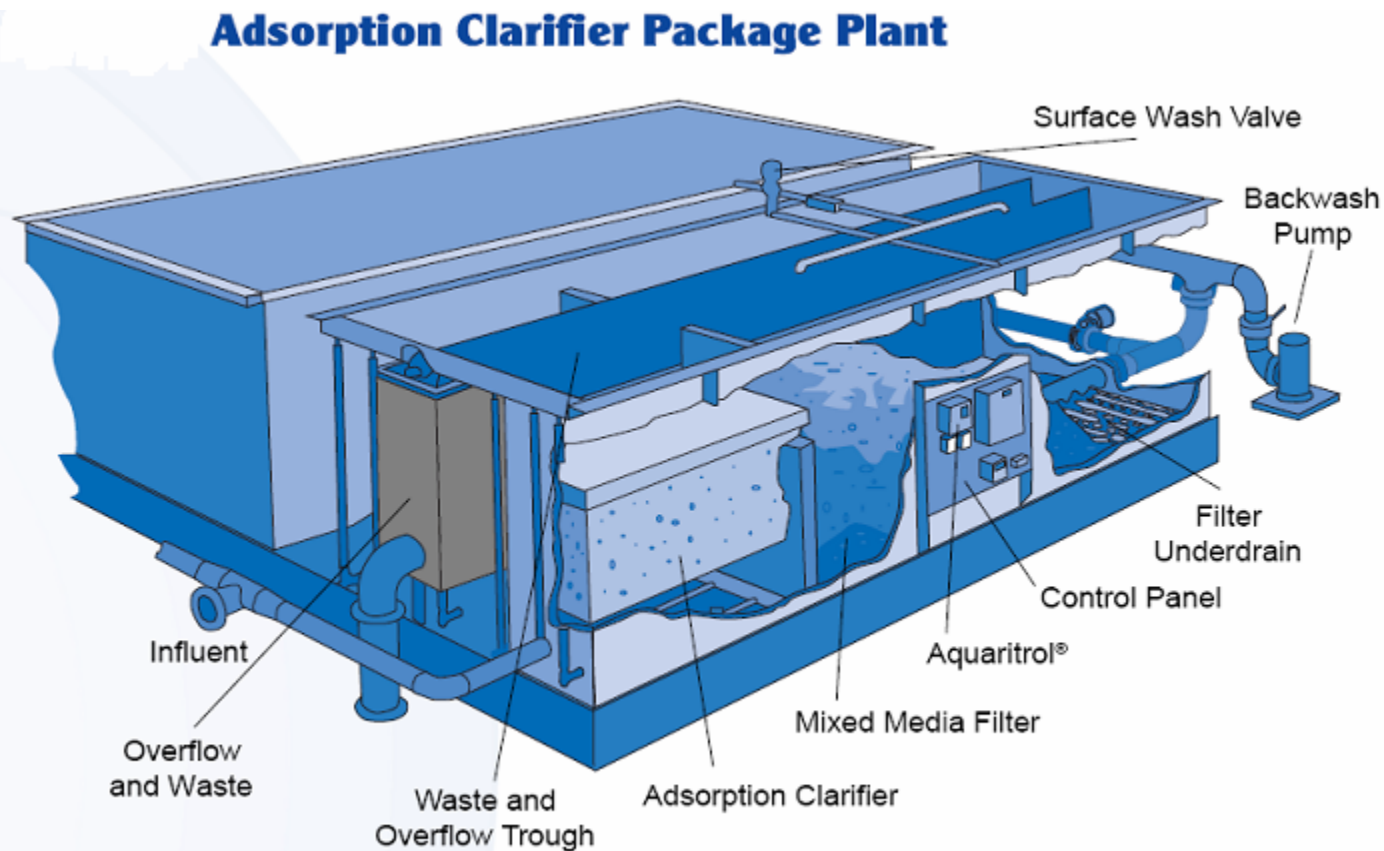 Adsorption Clarifier Package Plant
Surface Wash Valve
Backwash
Pump
Filter
Underdrain
Control Panel
Aquaritrol®
Influent
Mixed Media Filter
Overflow
and Waste
Adsorption Clarifier
Waste and
Overflow Trough